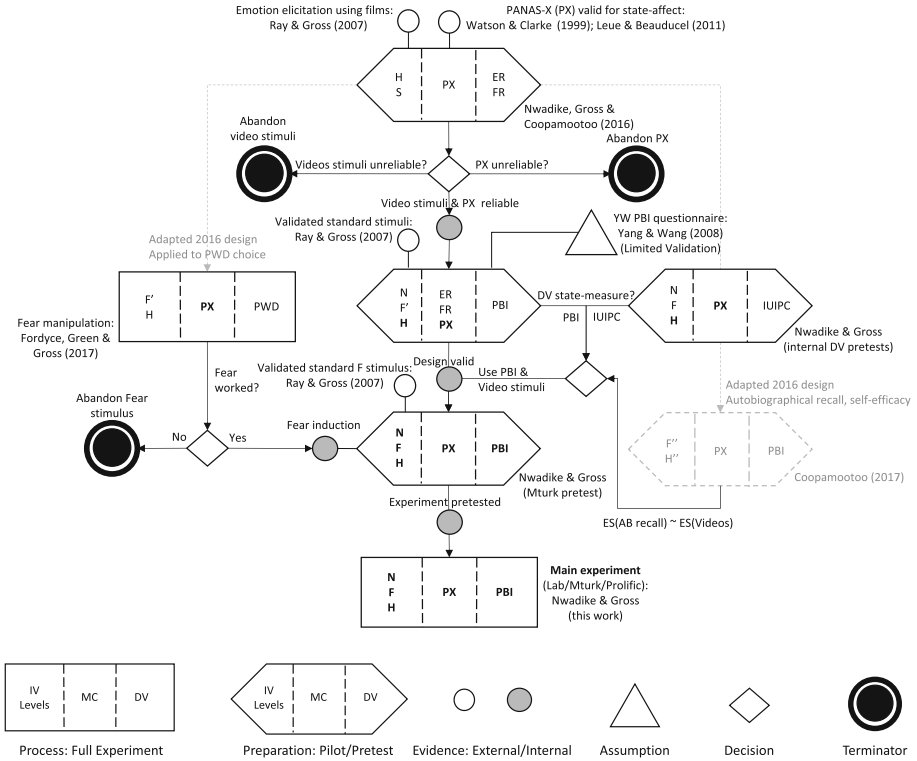 Emotion elicitation using films:
Ray & Gross (2007)
PANAS-X (PX) valid for state-affect:
Watson & Clarke (1999); Leue & Beauducel (2011)
H
S
PX
ER
FR
Nwadike, Gross &
Coopamootoo (2016)
Abandon
video stimuli
Abandon PX
Videos stimuli unreliable?
PX unreliable?
Video stimuli & PX reliable
Validated standard stimuli:
Ray & Gross (2007)
YW PBI questionnaire:
Yang & Wang (2008)
(Limited Validation)
Adapted 2016 design
Applied to PWD choice
F'
H
PX
PWD
N
F'
H
ER
FR
PX
PBI
DV state-measure?
PBI
IUIPC
N
F
H
PX
IUIPC
Fear manipulation:
Fordyce, Green &
Gross (2017)
Nwadike & Gross
(internal DV pretests)
Design valid
Validated standard F stimulus:
Ray & Gross (2007)
Use PBI &
Video stimuli
Fear
worked?
Adapted 2016 design
Autobiographical recall, self-efficacy
Abandon Fear
stimulus
No
Yes
Fear induction
N
F
H
PX
PBI
F''
H''
PX
PBI
Nwadike & Gross
(Mturk pretest)
Coopamootoo (2017)
Experiment pretested
ES(AB recall) ~ ES(Videos)
N
F
H
PX
PBI
Main experiment
(Lab/Mturk/Prolific):
Nwadike & Gross
(this work)
IV
Levels
MC
DV
IV
Levels
MC
DV
Process: Full Experiment
Preparation: Pilot/Pretest
Evidence: External/Internal
Assumption
Decision
Terminator